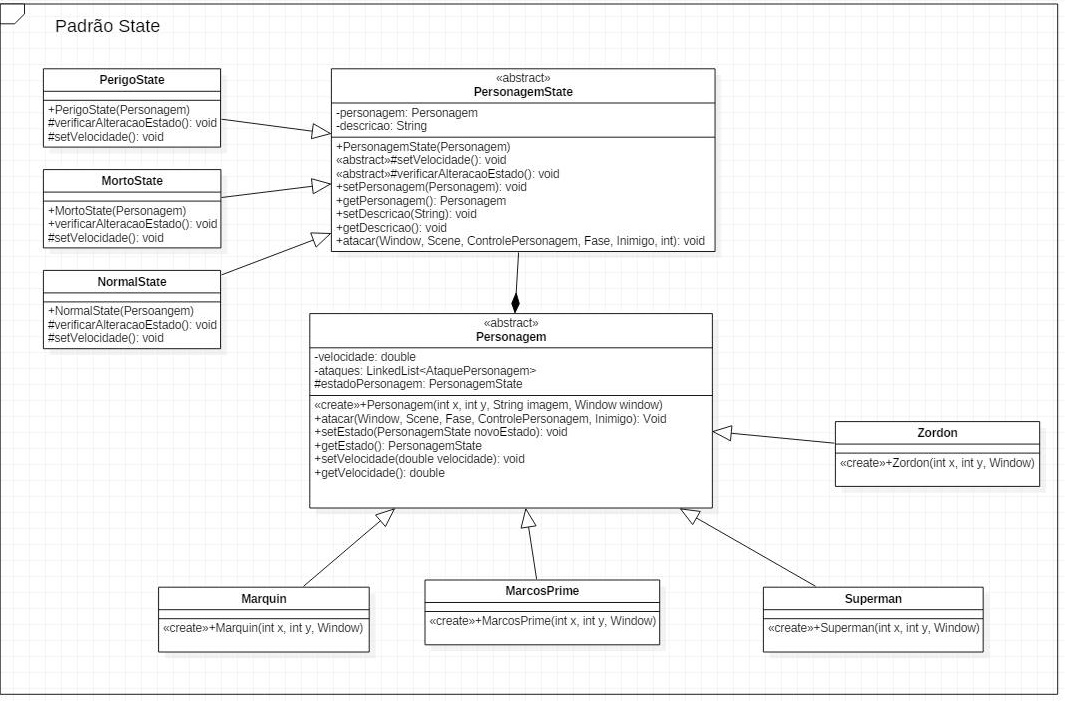 Padrão State
PerigoState
+PerigoState(Personagem)
#verificarAlteracaoEstado(): void
#setVelocidade(): void
MortoState
+MortoState(Personagem)
+verificarAlteracaoEstado(): void
#setVelocidade(): void
NormalState
+NormalState(Persoangem)
#verificarAlteracaoEstado(): void
#setVelocidade(): void
«abstract»
PersonagemState
-personagem: Personagem
-descricao: String
+PersonagemState(Personagem)
«abstract»#setVelocidade(): void
«abstract»#verificarAlteracaoEstado(): void
+setPersonagem(Personagem): void
+getPersonagem(): Personagem
+setDescricao(String): void
+getDescricao(): void
+atacar(Window, Scene, ControlePersonagem, Fase, Inimigo, int): void
«abstract»
Personagem
-velocidade: double
-ataques: LinkedList<AtaquePersonagem>
#estadoPersonagem: PersonagemState
«create»+Personagem(int x, int y, String imagem, Window window)
+atacar(Window, Scene, Fase, ControlePersonagem, Inimigo): Void
+setEstado(PersonagemState novoEstado): void
+getEstado(): PersonagemState
+setVelocidade(double velocidade): void
+getVelocidade(): double
Zordon
«create»+Zordon(int x, int y, Window)
Marquin
«create»+Marquin(int x, int y, Window)
MarcosPrime
«create»+MarcosPrime(int x, int y, Window)
Superman
«create»+Superman(int x, int y, Window)